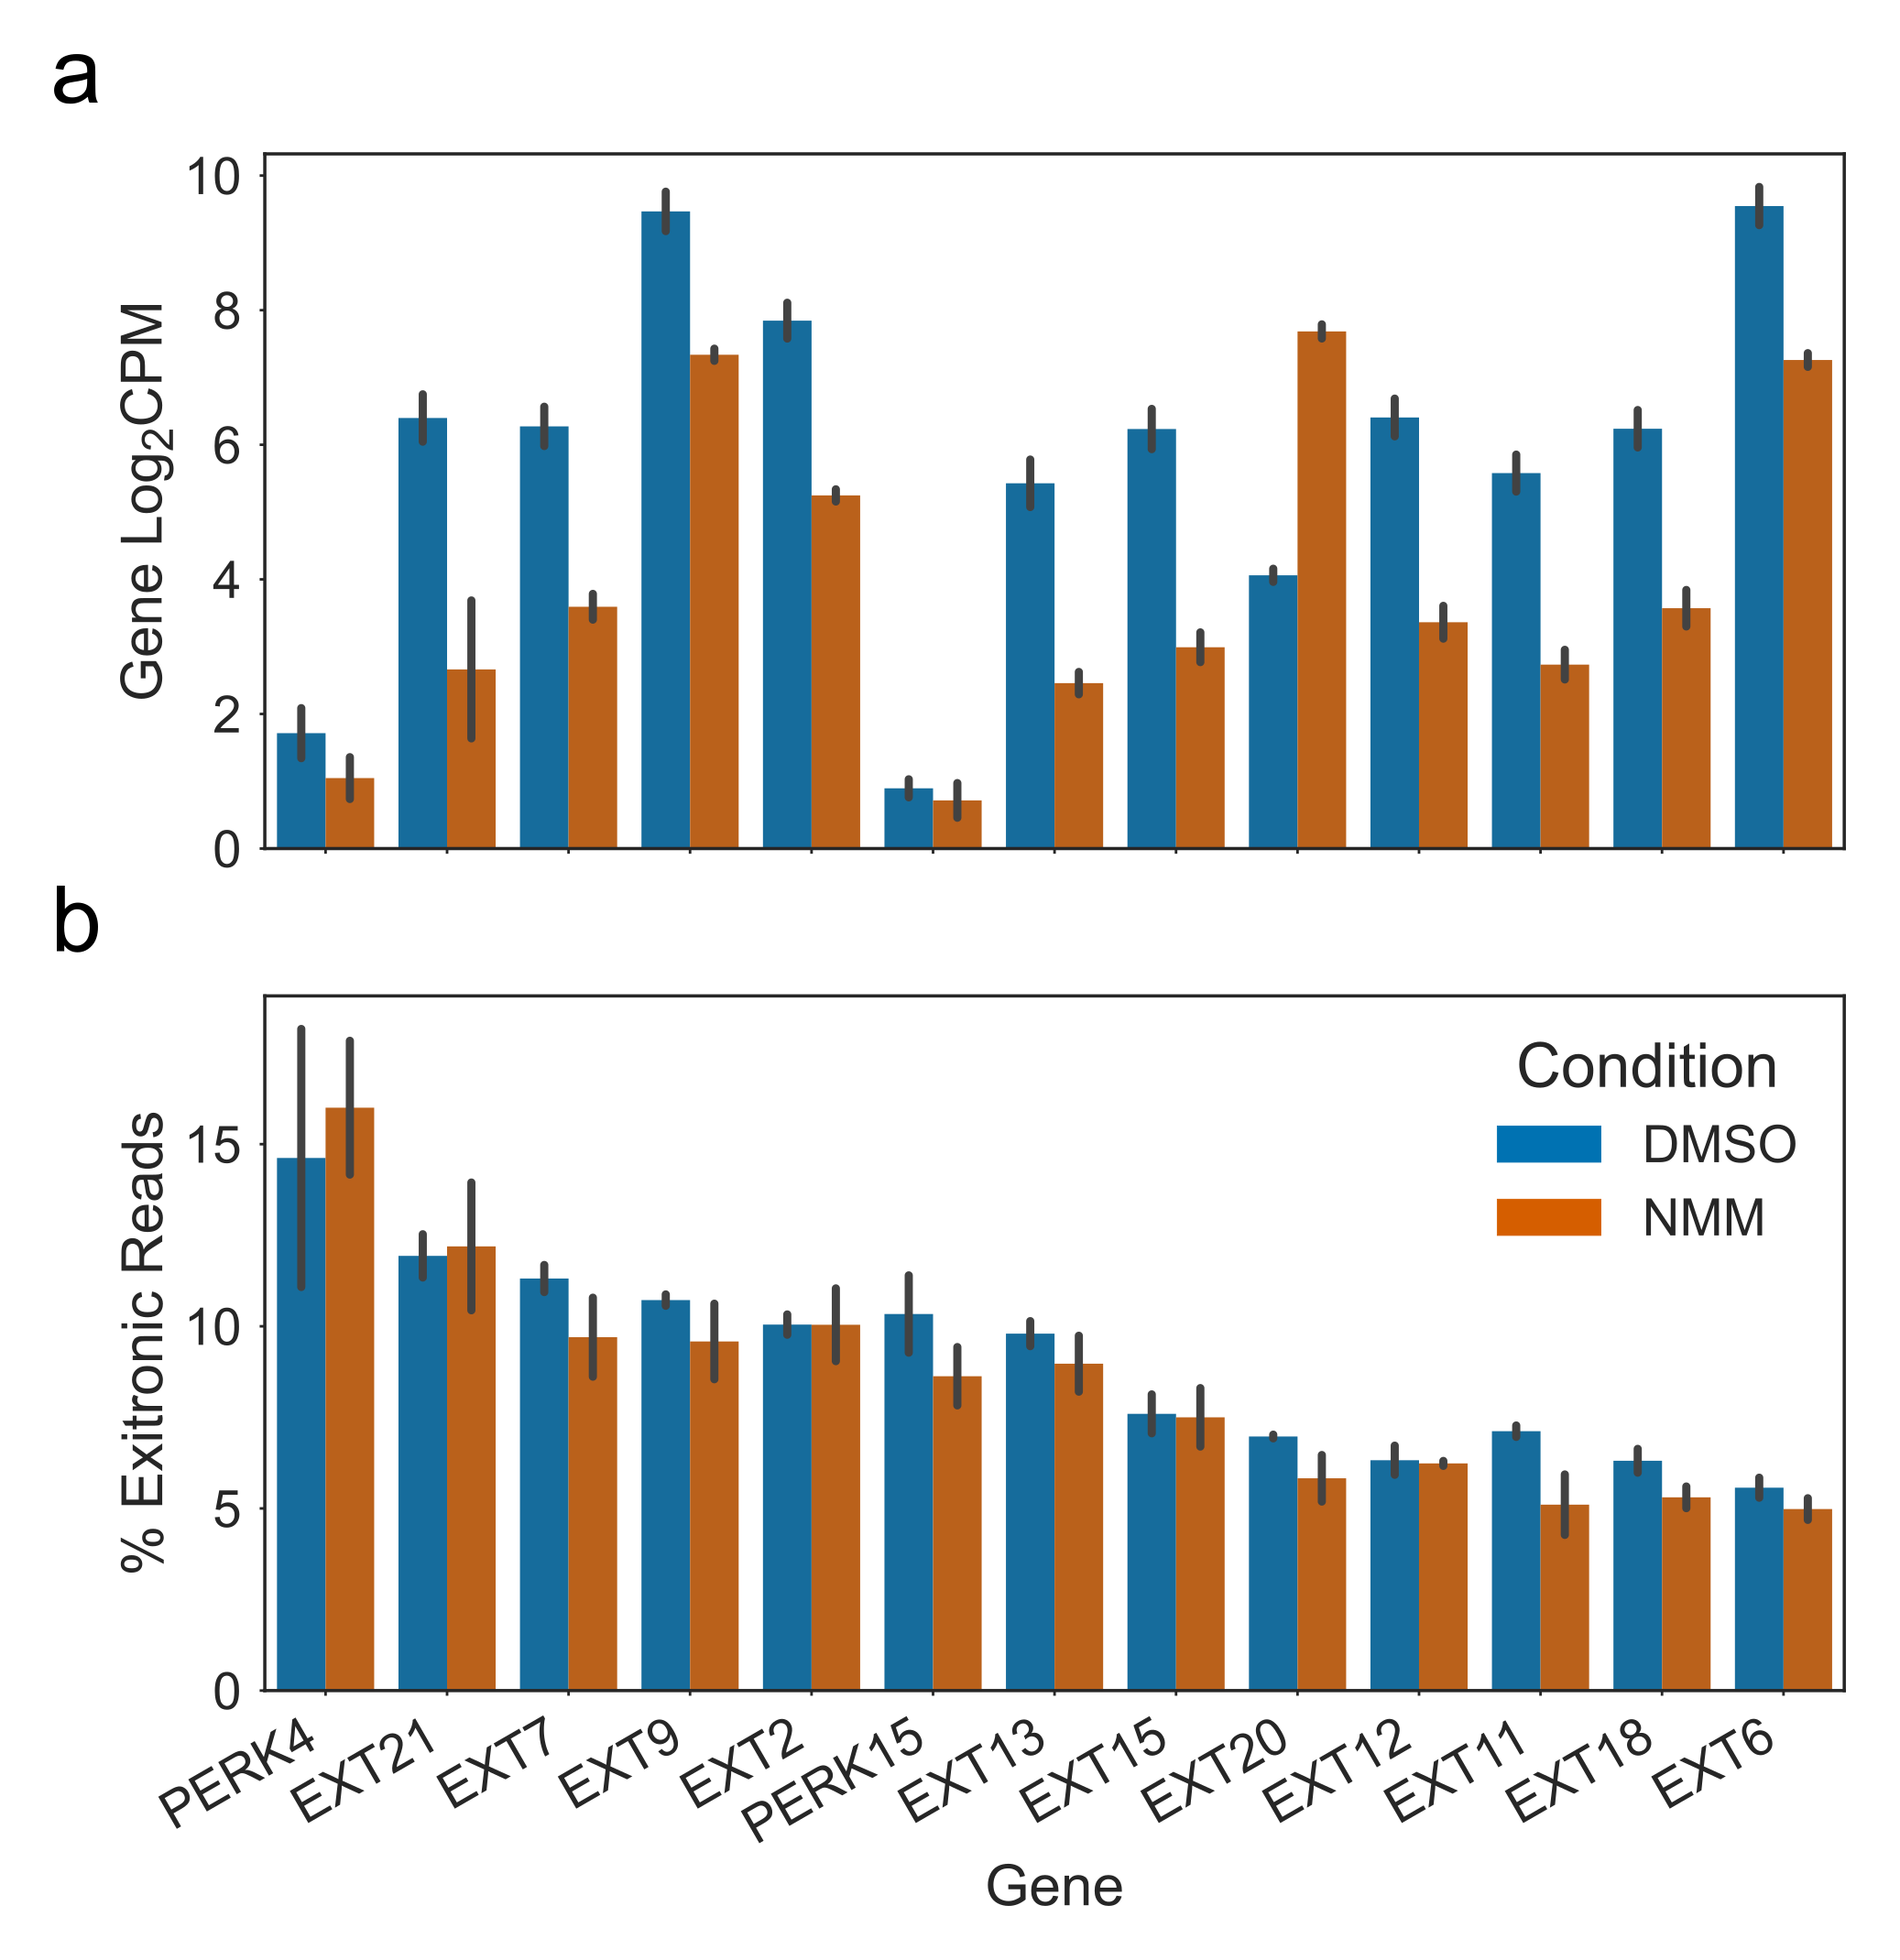 a
10
8
6
4
2
0
Gene Log₂CPM
b
15
10
5
0
% Exitronic Reads
Condition
DMSO
NMM
PERK4
EXT21
EXT7
EXT9
EXT2
PERK15
EXT13
EXT15
EXT20
EXT12
EXT11
EXT18
EXT6
Gene